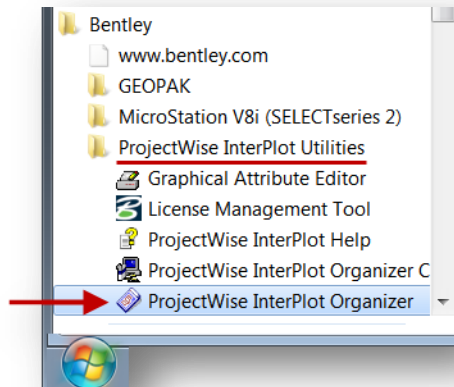 Bentley
www.bentley.com
GEOPAK
MicroStation V8i (SELECTseries 2)
ProjectWise InterPlot Utilities
Graphical Attribute Editor
License Management Tool
ProjectWise InterPlot Help
ProjectWise InterPlot Organizer C
ProjectWise InterPlot Organizer